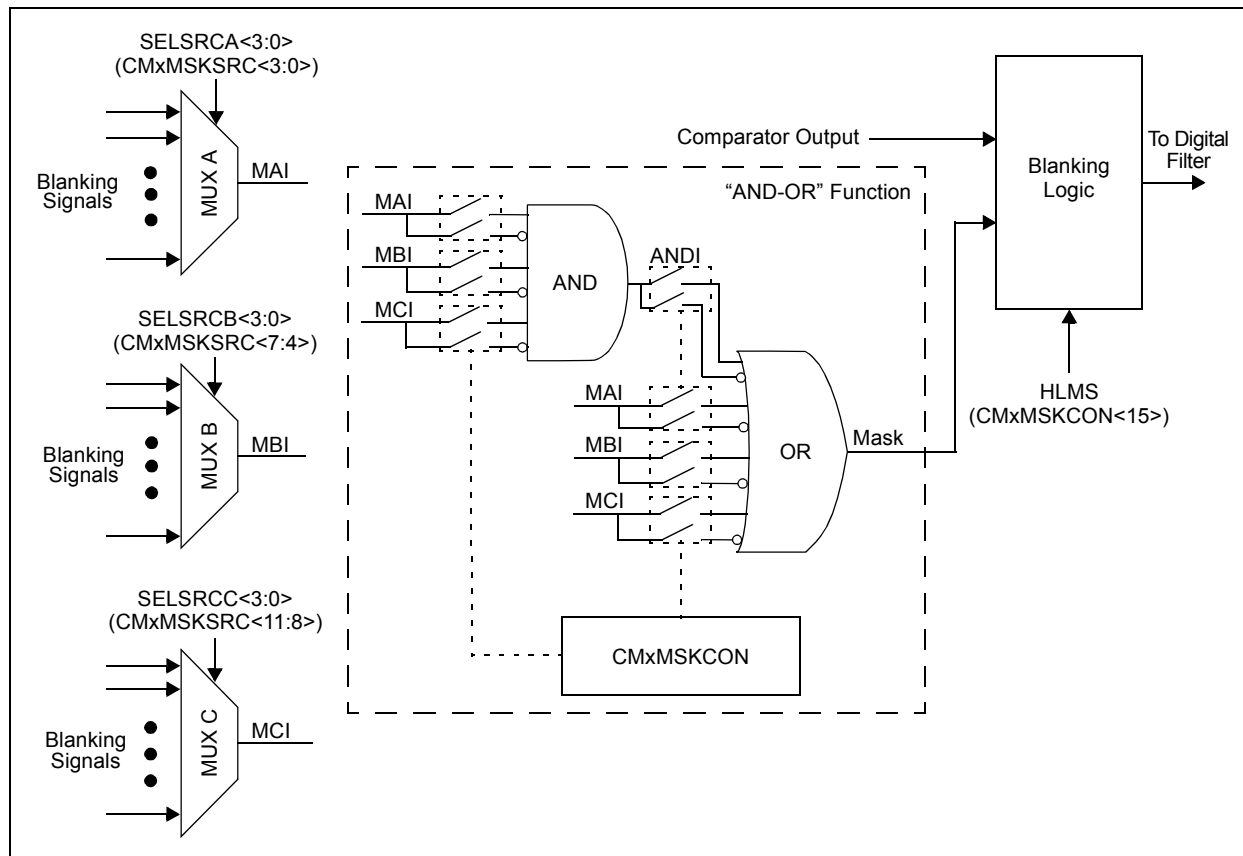 SELSRCA<3:0>
(CMxMSKSRC<3:0>)
MUX A
MAI
Blanking
Signals
SELSRCB<3:0>
(CMxMSKSRC<7:4>)
MUX B
MBI
Blanking
Signals
SELSRCC<3:0>
(CMxMSKSRC<11:8>)
MUX C
MCI
Blanking
Signals
Comparator Output
Blanking
Logic
To Digital
Filter
“AND-OR” Function
MAI
MBI
MCI
AND
ANDI
MAI
MBI
MCI
OR
Mask
HLMS
(CMxMSKCON<15>)
CMxMSKCON